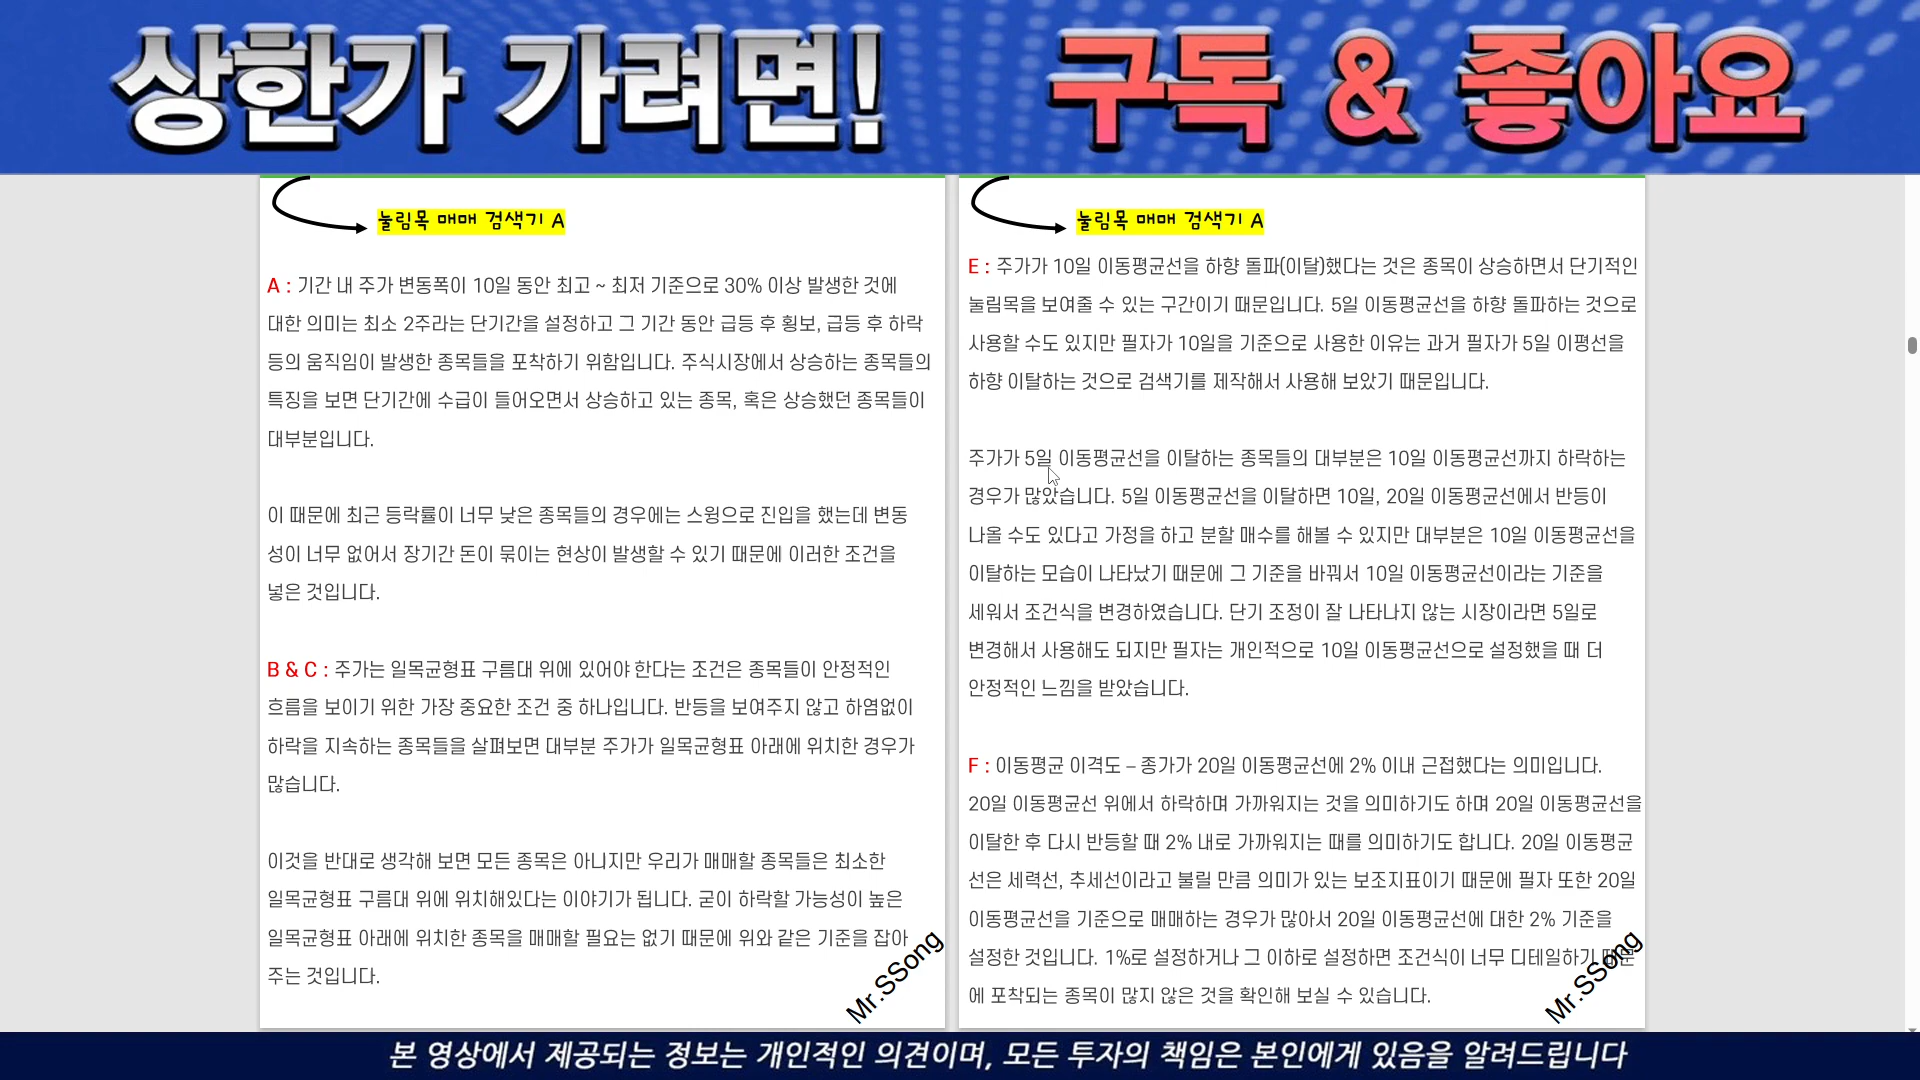 상한가 가려면! 구독 & 좋아요
눌림목 매매 검색기 A
A : 기간 내 주가 변동폭이 10일 동안 최고 ~ 최저 기준으로 30% 이상 발생한 것에
대한 의미는 최소 2주라는 단기간을 설정하고 그 기간 동안 급등 후 횡보, 급등 후 하락
등의 움직임이 발생한 종목들을 포착하기 위함입니다. 주식시장에서 상승하는 종목들의
특징을 보면 단기간에 수급이 들어오면서 상승하고 있는 종목, 혹은 상승했던 종목들이
대부분입니다.
이 때문에 최근 등락률이 너무 낮은 종목들의 경우에는 스윙으로 진입을 했는데 변동
성이 너무 없어서 장기간 돈이 묶이는 현상이 발생할 수 있기 때문에 이러한 조건을
넣은 것입니다.
B & C : 주가는 일목균형표 구름대 위에 있어야 한다는 조건은 종목들이 안정적인
흐름을 보이기 위한 가장 중요한 조건 중 하나입니다. 반등을 보여주지 않고 하염없이
하락을 지속하는 종목들을 살펴보면 대부분 주가가 일목균형표 아래에 위치한 경우가
많습니다.
이것을 반대로 생각해 보면 모든 종목은 아니지만 우리가 매매할 종목들은 최소한
일목균형표 구름대 위에 위치해있다는 이야기가 됩니다. 굳이 하락할 가능성이 높은
일목균형표 아래에 위치한 종목을 매매할 필요는 없기 때문에 위와 같은 기준을 잡아
주는 것입니다.
Mr.SSong
눌림목 매매 검색기 A
E : 주가가 10일 이동평균선을 하향 돌파(이탈)했다는 것은 종목이 상승하면서 단기적인
눌림목을 보여줄 수 있는 구간이기 때문입니다. 5일 이동평균선을 하향 돌파하는 것으로
사용할 수도 있지만 필자가 10일을 기준으로 사용한 이유는 과거 필자가 5일 이평선을
하향 이탈하는 것으로 검색기를 제작해서 사용해 보았기 때문입니다.
주가가 5일 이동평균선을 이탈하는 종목들의 대부분은 10일 이동평균선까지 하락하는
경우가 많았습니다. 5일 이동평균선을 이탈하면 10일, 20일 이동평균선에서 반등이
나올 수도 있다고 가정을 하고 분할 매수를 해볼 수 있지만 대부분은 10일 이동평균선을
이탈하는 모습이 나타났기 때문에 그 기준을 바꿔서 10일 이동평균선이라는 기준을
세워서 조건식을 변경하였습니다. 단기 조정이 잘 나타나지 않는 시장이라면 5일로
변경해서 사용해도 되지만 필자는 개인적으로 10일 이동평균선으로 설정했을 때 더
안정적인 느낌을 받았습니다.
F : 이동평균 이격도 – 종가가 20일 이동평균선에 2% 이내 근접했다는 의미입니다.
20일 이동평균선 위에서 하락하며 가까워지는 것을 의미하기도 하며 20일 이동평균선을
이탈한 후 다시 반등할 때 2% 내로 가까워지는 때를 의미하기도 합니다. 20일 이동평균
선은 세력선, 추세선이라고 불릴 만큼 의미가 있는 보조지표이기 때문에 필자 또한 20일
이동평균선을 기준으로 매매하는 경우가 많아서 20일 이동평균선에 대한 2% 기준을
설정한 것입니다. 1%로 설정하거나 그 이하로 설정하면 조건식이 너무 디테일하기 때문
에 포착되는 종목이 많지 않은 것을 확인해 보실 수 있습니다.
Mr.SSong
본 영상에서 제공되는 정보는 개인적인 의견이며, 모든 투자의 책임은 본인에게 있음을 알려드립니다